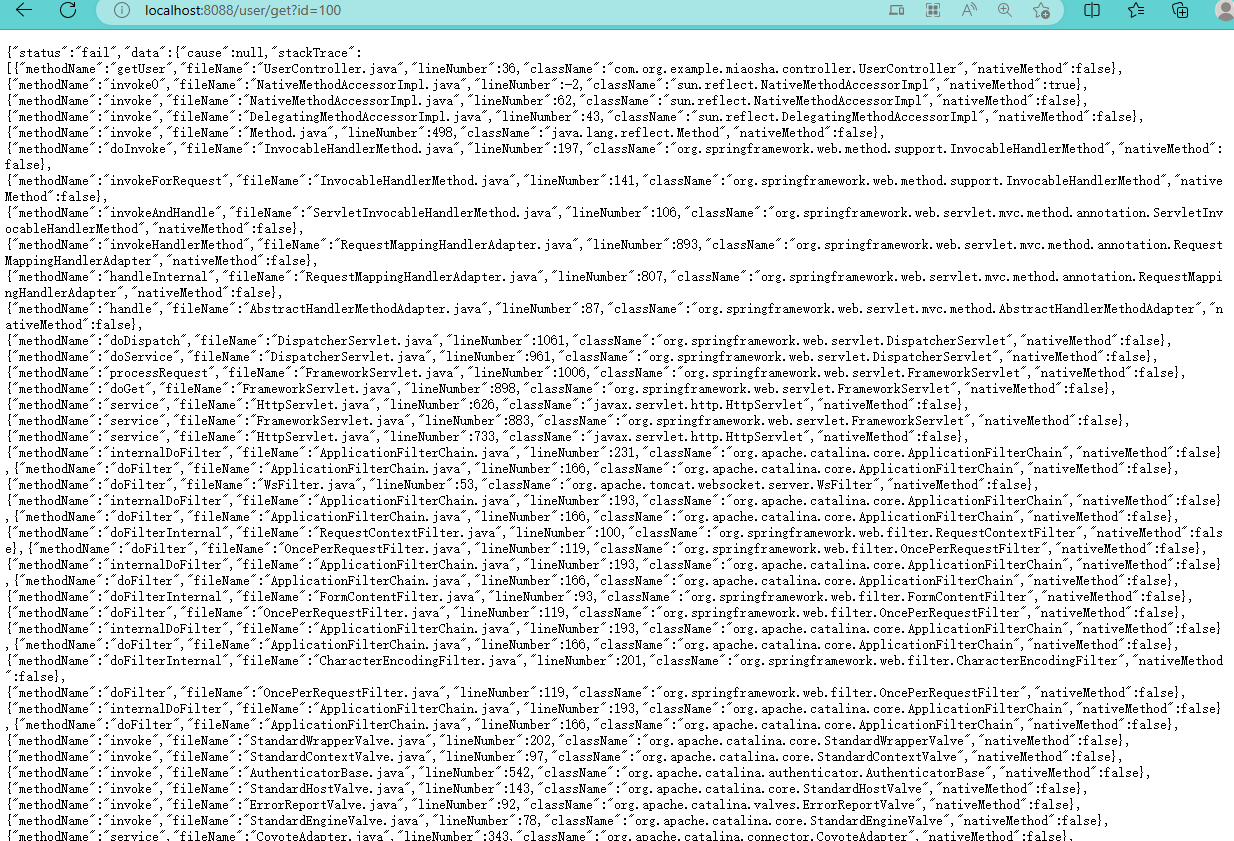 localhost:8088/user/get?id=100
{"status":"fail","data":{"cause":null,"stackTrace":
[{"methodName":"getUser","fileName":"UserController.java","lineNumber":36,"className":"com.org.example.miaosha.controller.UserController","nativeMethod":false},
{"methodName":"invoke0","fileName":"NativeMethodAccessorImpl.java","lineNumber":-2,"className":"sun.reflect.NativeMethodAccessorImpl","nativeMethod":true},
{"methodName":"invoke","fileName":"NativeMethodAccessorImpl.java","lineNumber":62,"className":"sun.reflect.NativeMethodAccessorImpl","nativeMethod":false},
{"methodName":"invoke","fileName":"DelegatingMethodAccessorImpl.java","lineNumber":43,"className":"sun.reflect.DelegatingMethodAccessorImpl","nativeMethod":false},
{"methodName":"invoke","fileName":"Method.java","lineNumber":498,"className":"java.lang.reflect.Method","nativeMethod":false},
{"methodName":"doInvoke","fileName":"InvocableHandlerMethod.java","lineNumber":197,"className":"org.springframework.web.method.support.InvocableHandlerMethod","nativeMethod":
false},
{"methodName":"invokeForRequest","fileName":"InvocableHandlerMethod.java","lineNumber":141,"className":"org.springframework.web.method.support.InvocableHandlerMethod","native
Method":false},
{"methodName":"invokeAndHandle","fileName":"ServletInvocableHandlerMethod.java","lineNumber":106,"className":"org.springframework.web.servlet.mvc.method.annotation.ServletInv
ocableHandlerMethod","nativeMethod":false},
{"methodName":"invokeHandlerMethod","fileName":"RequestMappingHandlerAdapter.java","lineNumber":893,"className":"org.springframework.web.servlet.mvc.method.annotation.Request
MappingHandlerAdapter","nativeMethod":false},
{"methodName":"handleInternal","fileName":"RequestMappingHandlerAdapter.java","lineNumber":807,"className":"org.springframework.web.servlet.mvc.method.annotation.RequestMappi
ngHandlerAdapter","nativeMethod":false},
{"methodName":"handle","fileName":"AbstractHandlerMethodAdapter.java","lineNumber":87,"className":"org.springframework.web.servlet.mvc.method.AbstractHandlerMethodAdapter","n
ativeMethod":false},
{"methodName":"doDispatch","fileName":"DispatcherServlet.java","lineNumber":1061,"className":"org.springframework.web.servlet.DispatcherServlet","nativeMethod":false},
{"methodName":"doService","fileName":"DispatcherServlet.java","lineNumber":961,"className":"org.springframework.web.servlet.DispatcherServlet","nativeMethod":false},
{"methodName":"processRequest","fileName":"FrameworkServlet.java","lineNumber":1006,"className":"org.springframework.web.servlet.FrameworkServlet","nativeMethod":false},
{"methodName":"doGet","fileName":"FrameworkServlet.java","lineNumber":898,"className":"org.springframework.web.servlet.FrameworkServlet","nativeMethod":false},
{"methodName":"service","fileName":"HttpServlet.java","lineNumber":626,"className":"javax.servlet.http.HttpServlet","nativeMethod":false},
{"methodName":"service","fileName":"FrameworkServlet.java","lineNumber":883,"className":"org.springframework.web.servlet.FrameworkServlet","nativeMethod":false},
{"methodName":"service","fileName":"HttpServlet.java","lineNumber":733,"className":"javax.servlet.http.HttpServlet","nativeMethod":false},
{"methodName":"internalDoFilter","fileName":"ApplicationFilterChain.java","lineNumber":231,"className":"org.apache.catalina.core.ApplicationFilterChain","nativeMethod":false}
,{"methodName":"doFilter","fileName":"ApplicationFilterChain.java","lineNumber":166,"className":"org.apache.catalina.core.ApplicationFilterChain","nativeMethod":false},
{"methodName":"doFilter","fileName":"WsFilter.java","lineNumber":53,"className":"org.apache.tomcat.websocket.server.WsFilter","nativeMethod":false},
{"methodName":"internalDoFilter","fileName":"ApplicationFilterChain.java","lineNumber":193,"className":"org.apache.catalina.core.ApplicationFilterChain","nativeMethod":false}
,{"methodName":"doFilter","fileName":"ApplicationFilterChain.java","lineNumber":166,"className":"org.apache.catalina.core.ApplicationFilterChain","nativeMethod":false},
{"methodName":"doFilterInternal","fileName":"RequestContextFilter.java","lineNumber":100,"className":"org.springframework.web.filter.RequestContextFilter","nativeMethod":fals
e},{"methodName":"doFilter","fileName":"OncePerRequestFilter.java","lineNumber":119,"className":"org.springframework.web.filter.OncePerRequestFilter","nativeMethod":false},
{"methodName":"internalDoFilter","fileName":"ApplicationFilterChain.java","lineNumber":193,"className":"org.apache.catalina.core.ApplicationFilterChain","nativeMethod":false}
,{"methodName":"doFilter","fileName":"ApplicationFilterChain.java","lineNumber":166,"className":"org.apache.catalina.core.ApplicationFilterChain","nativeMethod":false},
{"methodName":"doFilterInternal","fileName":"FormContentFilter.java","lineNumber":93,"className":"org.springframework.web.filter.FormContentFilter","nativeMethod":false},
{"methodName":"doFilter","fileName":"OncePerRequestFilter.java","lineNumber":119,"className":"org.springframework.web.filter.OncePerRequestFilter","nativeMethod":false},
{"methodName":"internalDoFilter","fileName":"ApplicationFilterChain.java","lineNumber":193,"className":"org.apache.catalina.core.ApplicationFilterChain","nativeMethod":false}
,{"methodName":"doFilter","fileName":"ApplicationFilterChain.java","lineNumber":166,"className":"org.apache.catalina.core.ApplicationFilterChain","nativeMethod":false},
{"methodName":"doFilterInternal","fileName":"CharacterEncodingFilter.java","lineNumber":201,"className":"org.springframework.web.filter.CharacterEncodingFilter","nativeMethod
":false},
{"methodName":"doFilter","fileName":"OncePerRequestFilter.java","lineNumber":119,"className":"org.springframework.web.filter.OncePerRequestFilter","nativeMethod":false},
{"methodName":"internalDoFilter","fileName":"ApplicationFilterChain.java","lineNumber":193,"className":"org.apache.catalina.core.ApplicationFilterChain","nativeMethod":false}
,{"methodName":"doFilter","fileName":"ApplicationFilterChain.java","lineNumber":166,"className":"org.apache.catalina.core.ApplicationFilterChain","nativeMethod":false},
{"methodName":"invoke","fileName":"StandardWrapperValve.java","lineNumber":202,"className":"org.apache.catalina.core.StandardWrapperValve","nativeMethod":false},
{"methodName":"invoke","fileName":"StandardContextValve.java","lineNumber":97,"className":"org.apache.catalina.core.StandardContextValve","nativeMethod":false},
{"methodName":"invoke","fileName":"AuthenticatorBase.java","lineNumber":542,"className":"org.apache.catalina.authenticator.AuthenticatorBase","nativeMethod":false},
{"methodName":"invoke","fileName":"StandardHostValve.java","lineNumber":143,"className":"org.apache.catalina.core.StandardHostValve","nativeMethod":false},
{"methodName":"invoke","fileName":"ErrorReportValve.java","lineNumber":92,"className":"org.apache.catalina.valves.ErrorReportValve","nativeMethod":false},
{"methodName":"invoke","fileName":"StandardEngineValve.java","lineNumber":78,"className":"org.apache.catalina.core.StandardEngineValve","nativeMethod":false},
{"methodName":"service","fileName":"CoyoteAdapter.java","lineNumber":343,"className":"org.apache.catalina.connector.CoyoteAdapter","nativeMethod":false},